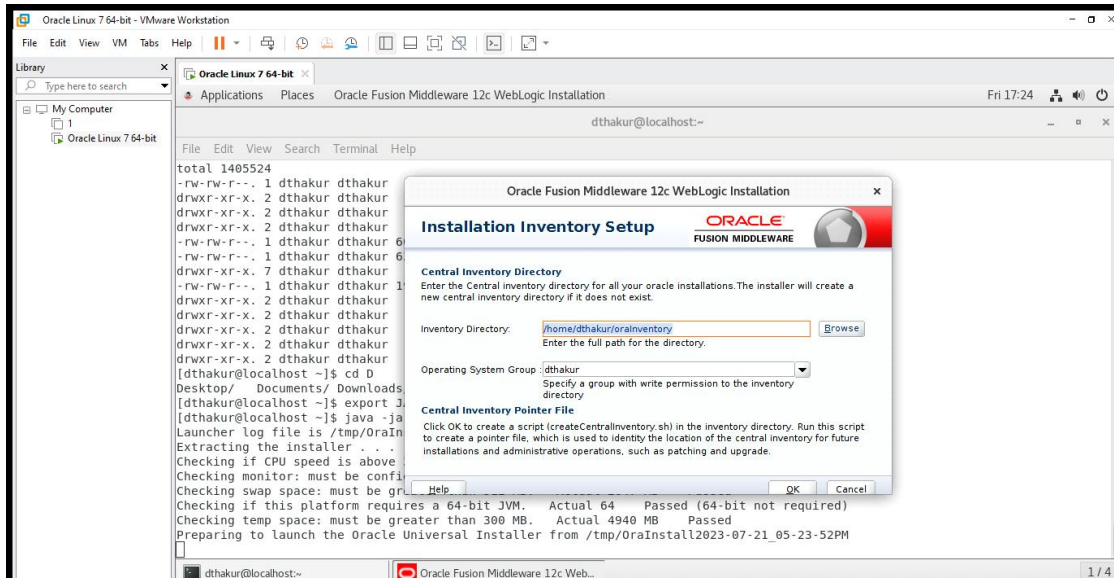 Oracle Linux 7 64-bit - VMware Workstation
File Edit View VM Tabs Help
Library
Type here to search
My Computer
1
Oracle Linux 7 64-bit
Oracle Linux 7 64-bit
Applications Places Oracle Fusion Middleware 12c WebLogic Installation Fri 17:24
dthakur@localhost:~
File Edit View Search Terminal Help
total 1405524
-rw-rw-r--. 1 dthakur dthakur
drwxr-xr-x. 2 dthakur dthakur
drwxr-xr-x. 2 dthakur dthakur
drwxr-xr-x. 2 dthakur dthakur
-rw-rw-r--. 1 dthakur dthakur
-rw-rw-r--. 1 dthakur dthakur
drwxr-xr-x. 7 dthakur dthakur
-rw-rw-r--. 1 dthakur dthakur
drwxr-xr-x. 2 dthakur dthakur
drwxr-xr-x. 2 dthakur dthakur
drwxr-xr-x. 2 dthakur dthakur
drwxr-xr-x. 2 dthakur dthakur
drwxr-xr-x. 2 dthakur dthakur
[dthakur@localhost ~]$ cd D
Desktop/ Documents/ Downloads
[dthakur@localhost ~]$ export J
[dthakur@localhost ~]$ java -ja
Launcher log file is /tmp/OraIn
Extracting the installer . . .
Checking if CPU speed is above
Checking monitor: must be confi
Checking swap space: must be gr
Checking if this platform requires a 64-bit JVM. Actual 64 Passed (64-bit not required)
Checking temp space: must be greater than 300 MB. Actual 4940 MB Passed
Preparing to launch the Oracle Universal Installer from /tmp/OraInstall2023-07-21_05-23-52PM
Oracle Fusion Middleware 12c WebLogic Installation
Installation Inventory Setup
ORACLE
FUSION MIDDLEWARE
Central Inventory Directory
Enter the Central inventory directory for all your oracle installations.The installer will create a
new central inventory directory if it does not exist.
Inventory Directory: /home/dthakur/oraInventory Browse
Enter the full path for the directory.
Operating System Group : dthakur
Specify a group with write permission to the inventory
directory
Central Inventory Pointer File
Click OK to create a script (createCentralInventory.sh) in the inventory directory. Run this script
to create a pointer file, which is used to identity the location of the central inventory for future
installations and administrative operations, such as patching and upgrade.
Help OK Cancel
dthakur@localhost:~ Oracle Fusion Middleware 12c Web... 1 / 4